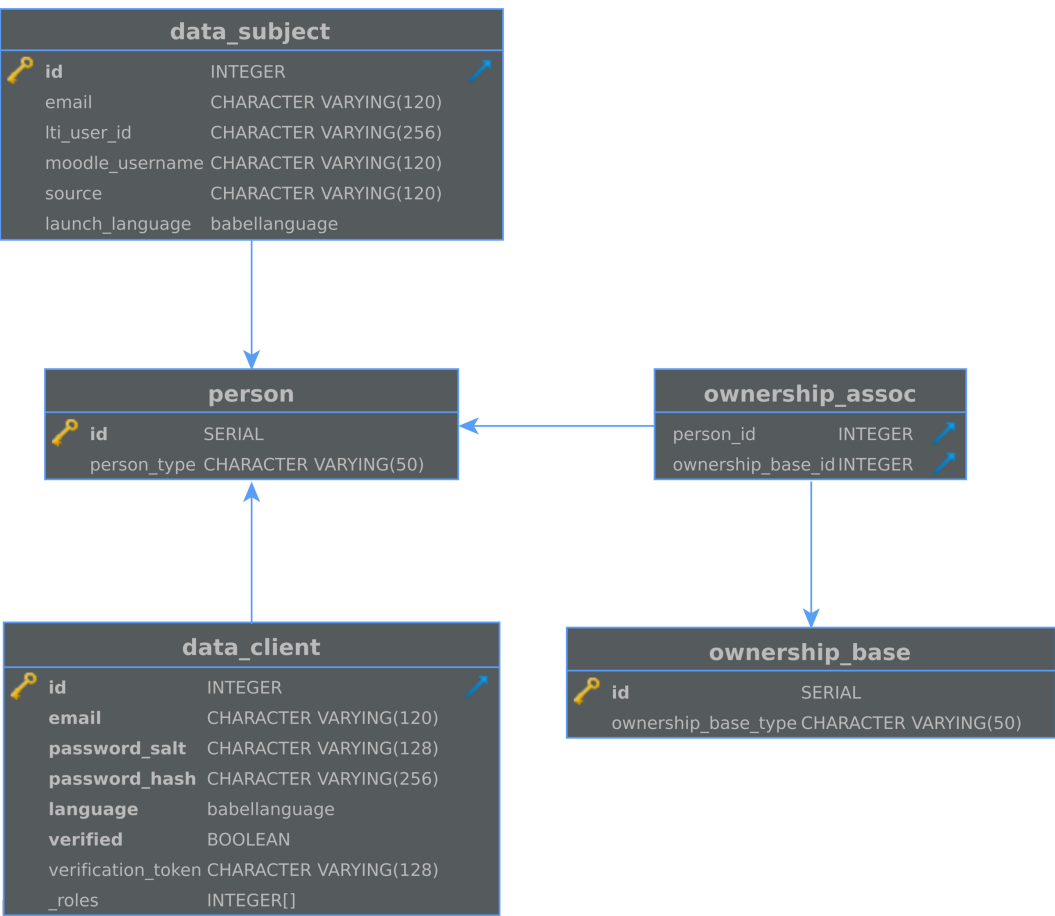 data_subject
id INTEGER
email CHARACTER VARYING(120)
lti_user_id CHARACTER VARYING(256)
moodle_username CHARACTER VARYING(120)
source CHARACTER VARYING(120)
launch_language babellanguage
person
id SERIAL
person_type CHARACTER VARYING(50)
ownership_assoc
person_id INTEGER
ownership_base_id INTEGER
data_client
id INTEGER
email CHARACTER VARYING(120)
password_salt CHARACTER VARYING(128)
password_hash CHARACTER VARYING(256)
language babellanguage
verified BOOLEAN
verification_token CHARACTER VARYING(128)
_roles INTEGER[]
ownership_base
id SERIAL
ownership_base_type CHARACTER VARYING(50)